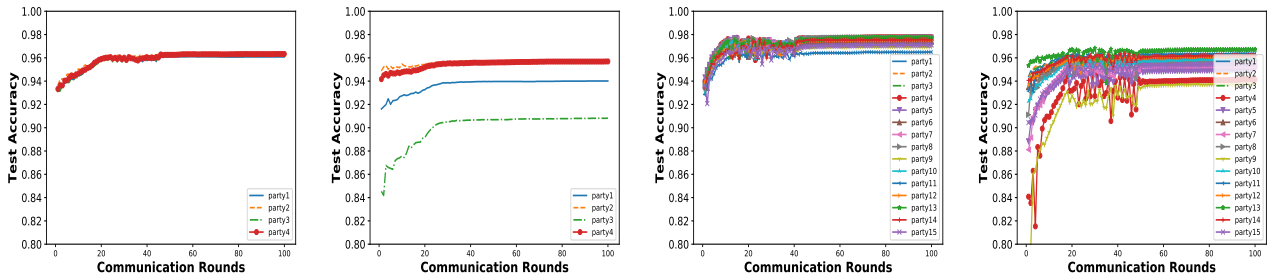 1.00
0.98
0.96
0.94
0.92
0.90
0.88
0.86
0.84
0.82
0.80
Test Accuracy
0 20 40 60 80 100
Communication Rounds
party1
party2
party3
party4
1.00
0.98
0.96
0.94
0.92
0.90
0.88
0.86
0.84
0.82
0.80
Test Accuracy
0 20 40 60 80 100
Communication Rounds
party1
party2
party3
party4
1.00
0.98
0.96
0.94
0.92
0.90
0.88
0.86
0.84
0.82
0.80
Test Accuracy
0 20 40 60 80 100
Communication Rounds
party1
party2
party3
party4
party5
party6
party7
party8
party9
party10
party11
party12
party13
party14
party15
1.00
0.98
0.96
0.94
0.92
0.90
0.88
0.86
0.84
0.82
0.80
Test Accuracy
0 20 40 60 80 100
Communication Rounds
party1
party2
party3
party4
party5
party6
party7
party8
party9
party10
party11
party12
party13
party14
party15